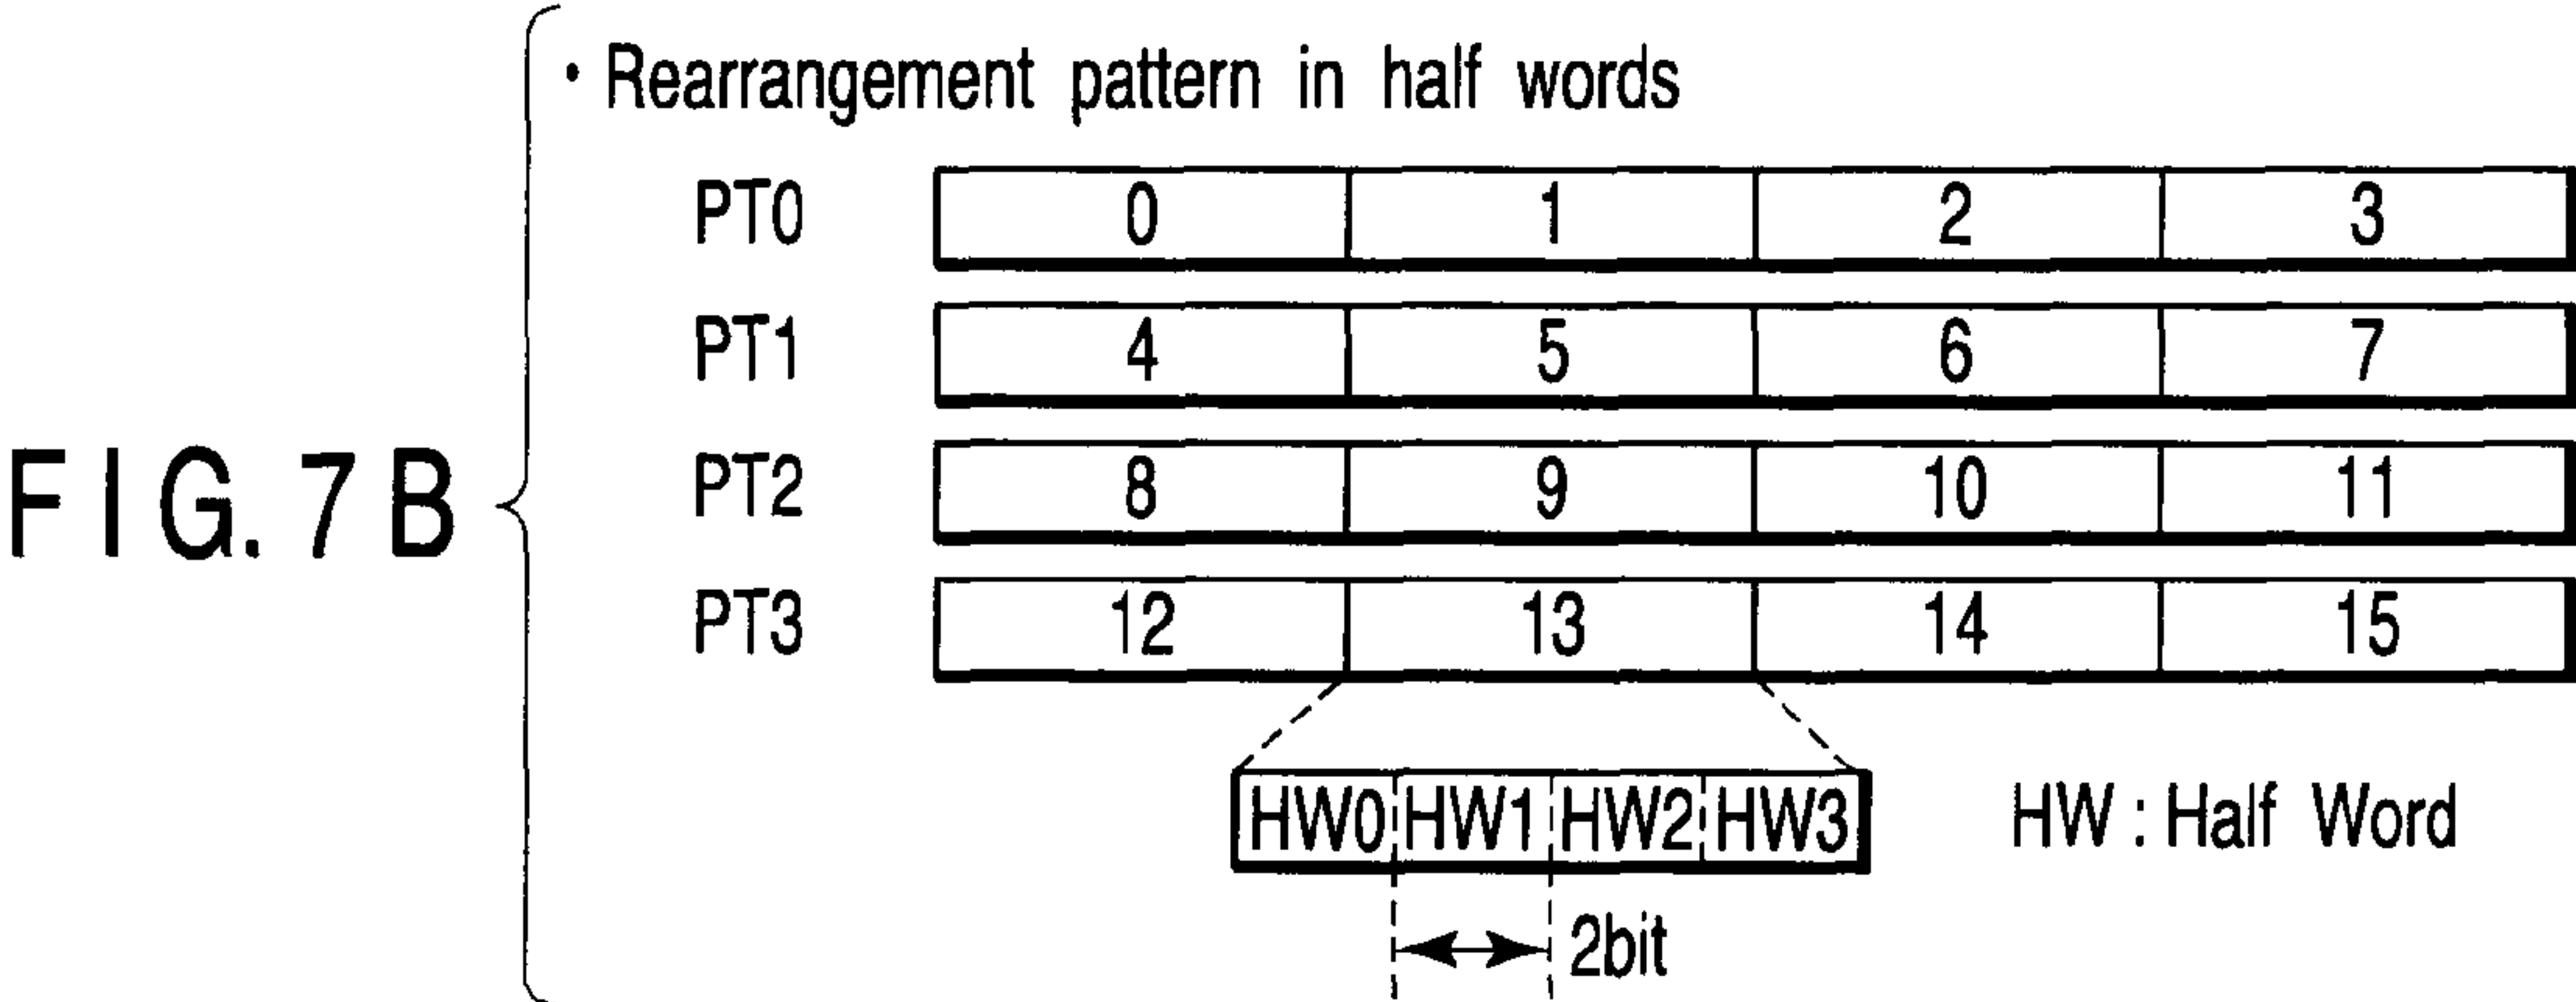 FIG. 7B
· Rearrangement pattern in half words
PT0 0 1 2 3
PT1 4 5 6 7
PT2 8 9 10 11
PT3 12 13 14 15
HW0 HW1 HW2 HW3 HW : Half Word
2bit